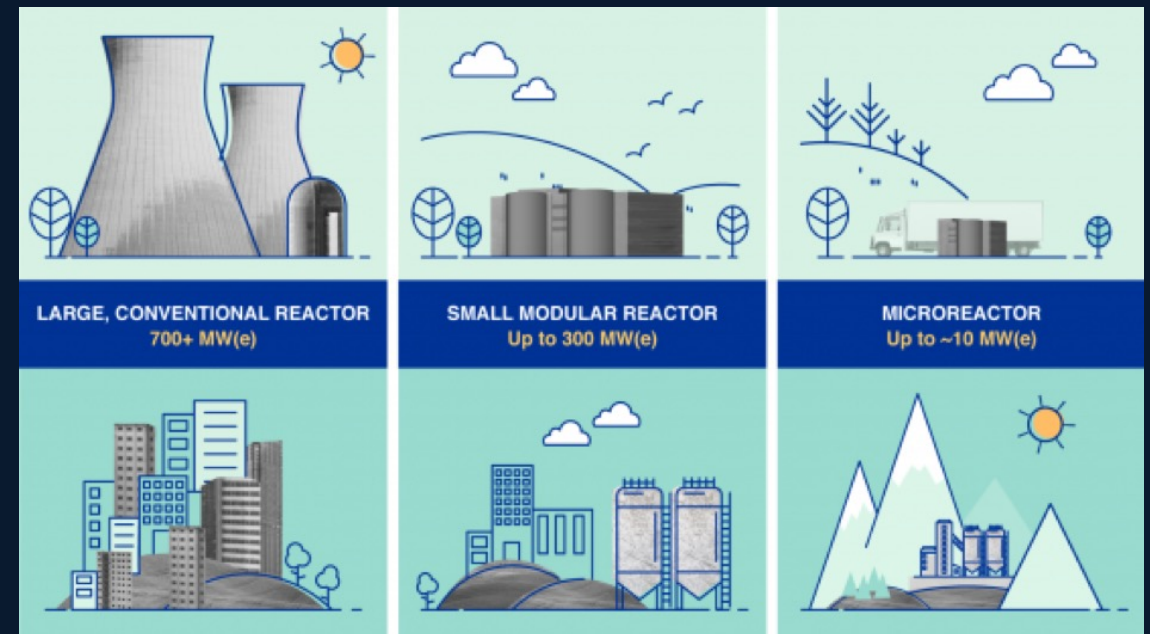 LARGE, CONVENTIONAL REACTOR
700+ MW(e)
SMALL MODULAR REACTOR
Up to 300 MW(e)
MICROREACTOR
Up to ~10 MW(e)